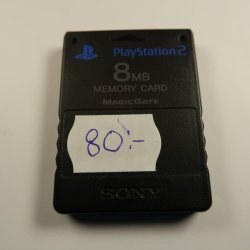 PlayStation 2
8MB
MEMORY CARD
MAGICGATE
80:-
SONY